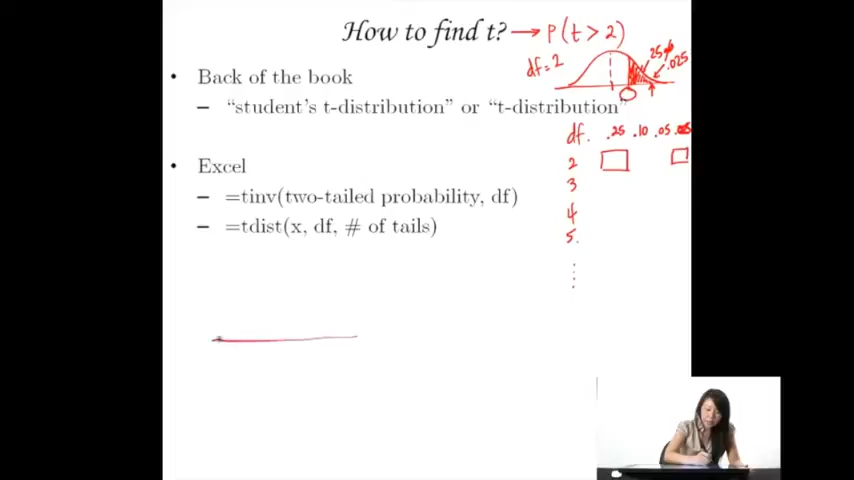 How to find t? → P(t > 2)
df = 2
25%
.025
• Back of the book
– “student's t-distribution” or “t-distribution”
df. .25 .10 .05
2
3
4
5.
• Excel
– =tinv(two-tailed probability, df)
– =tdist(x, df, # of tails)